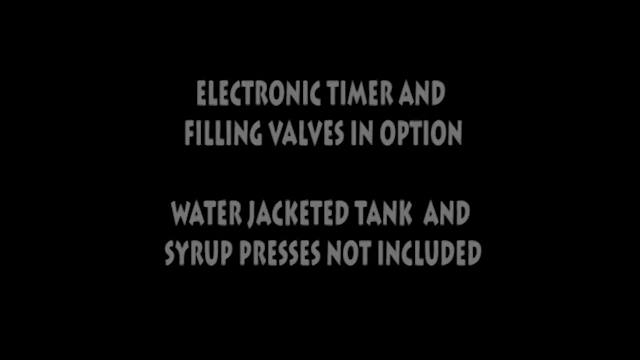 ELECTRONIC TIMER AND
FILLING VALVES IN OPTION
WATER JACKETED TANK AND
SYRUP PRESSES NOT INCLUDED